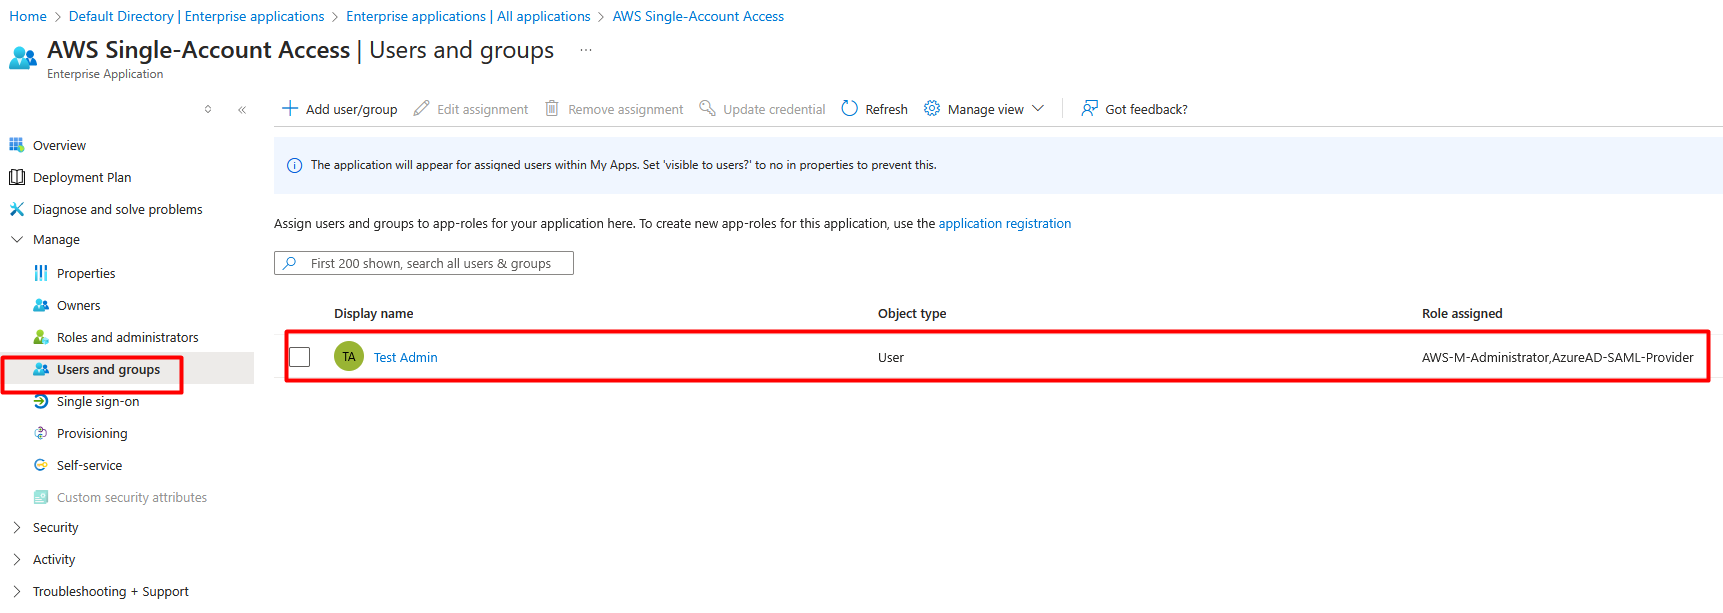 Home > Default Directory | Enterprise applications > Enterprise applications | All applications > AWS Single-Account Access
AWS Single-Account Access | Users and groups ...
Enterprise Application
Add user/group Edit assignment Remove assignment Update credential Refresh Manage view Got feedback?
Overview
Deployment Plan
Diagnose and solve problems
Manage
Properties
Owners
Roles and administrators
Users and groups
Single sign-on
Provisioning
Self-service
Custom security attributes
Security
Activity
Troubleshooting + Support
The application will appear for assigned users within My Apps. Set 'visible to users?' to no in properties to prevent this.
Assign users and groups to app-roles for your application here. To create new app-roles for this application, use the application registration
First 200 shown, search all users & groups
Display name Object type Role assigned
TA Test Admin User AWS-M-Administrator,AzureAD-SAML-Provider